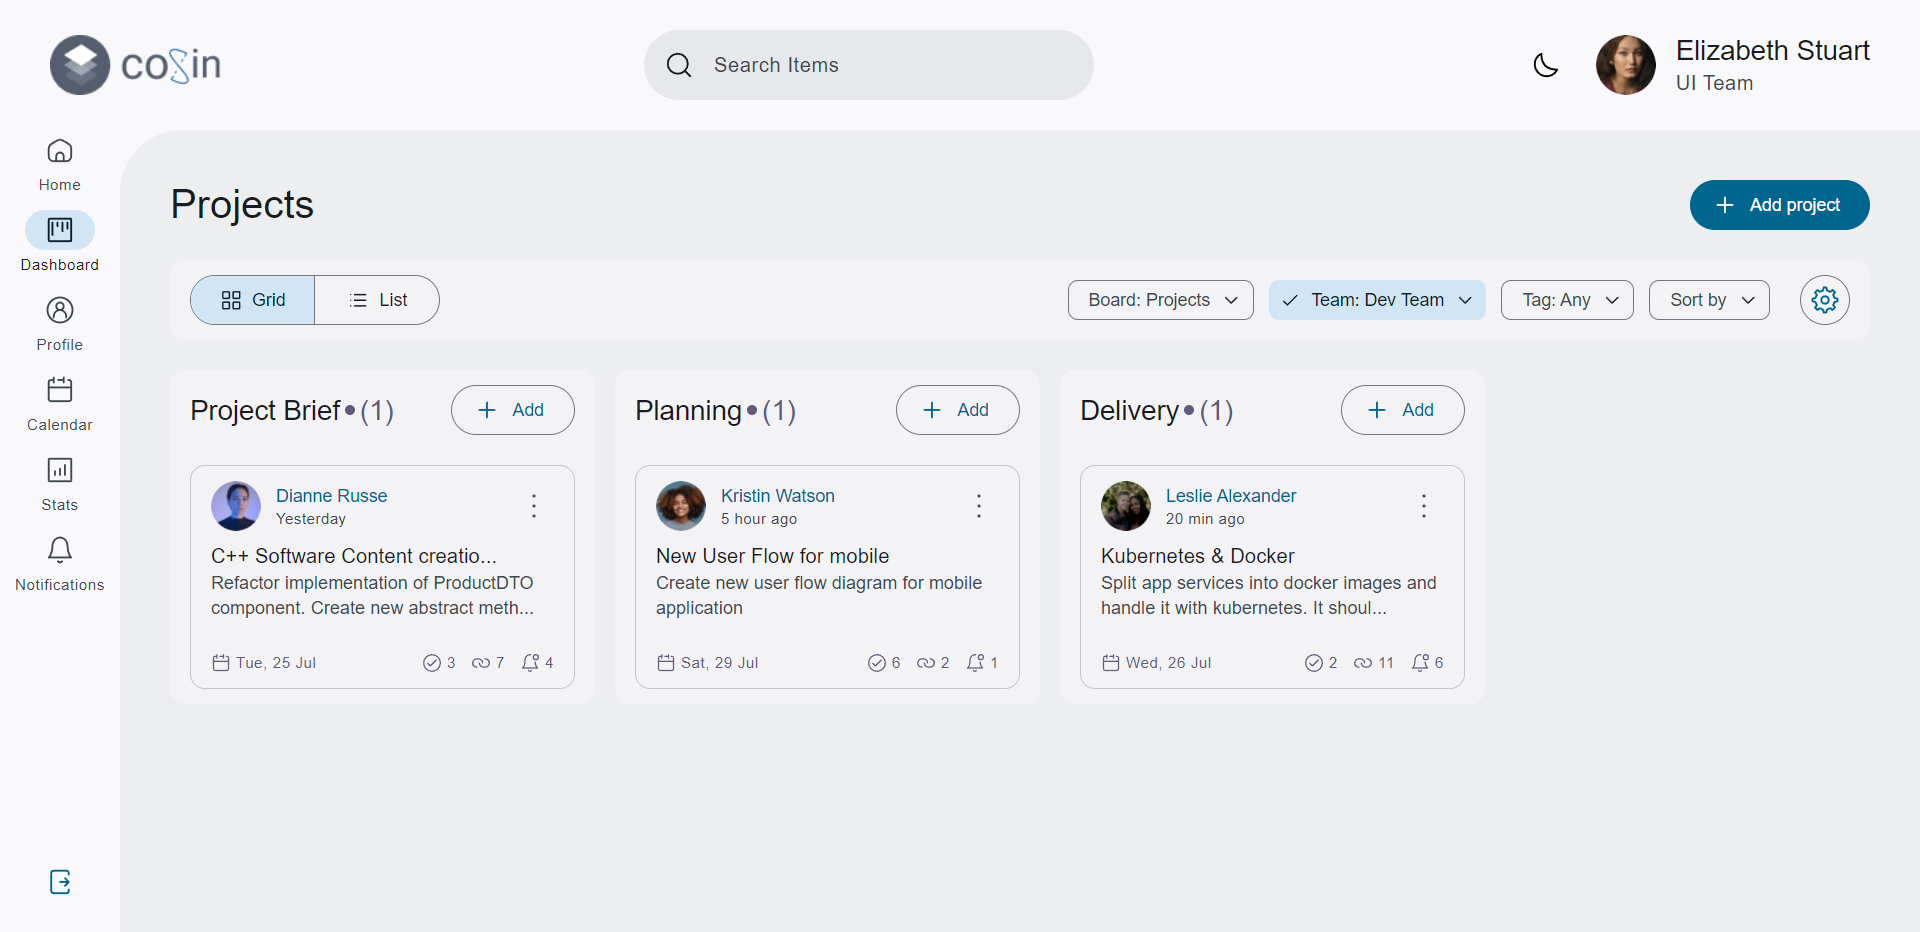 coxin
Search Items
Elizabeth Stuart
UI Team
Home
Dashboard
Profile
Calendar
Stats
Notifications
Projects
Add project
Grid
List
Board: Projects
Team: Dev Team
Tag: Any
Sort by
Project Brief • (1)
Add
Dianne Russe
Yesterday
C++ Software Content creatio...
Refactor implementation of ProductDTO
component. Create new abstract meth...
Tue, 25 Jul
3
7
4
Planning • (1)
Add
Kristin Watson
5 hour ago
New User Flow for mobile
Create new user flow diagram for mobile
application
Sat, 29 Jul
6
2
1
Delivery • (1)
Add
Leslie Alexander
20 min ago
Kubernetes & Docker
Split app services into docker images and
handle it with kubernetes. It shoul...
Wed, 26 Jul
2
11
6